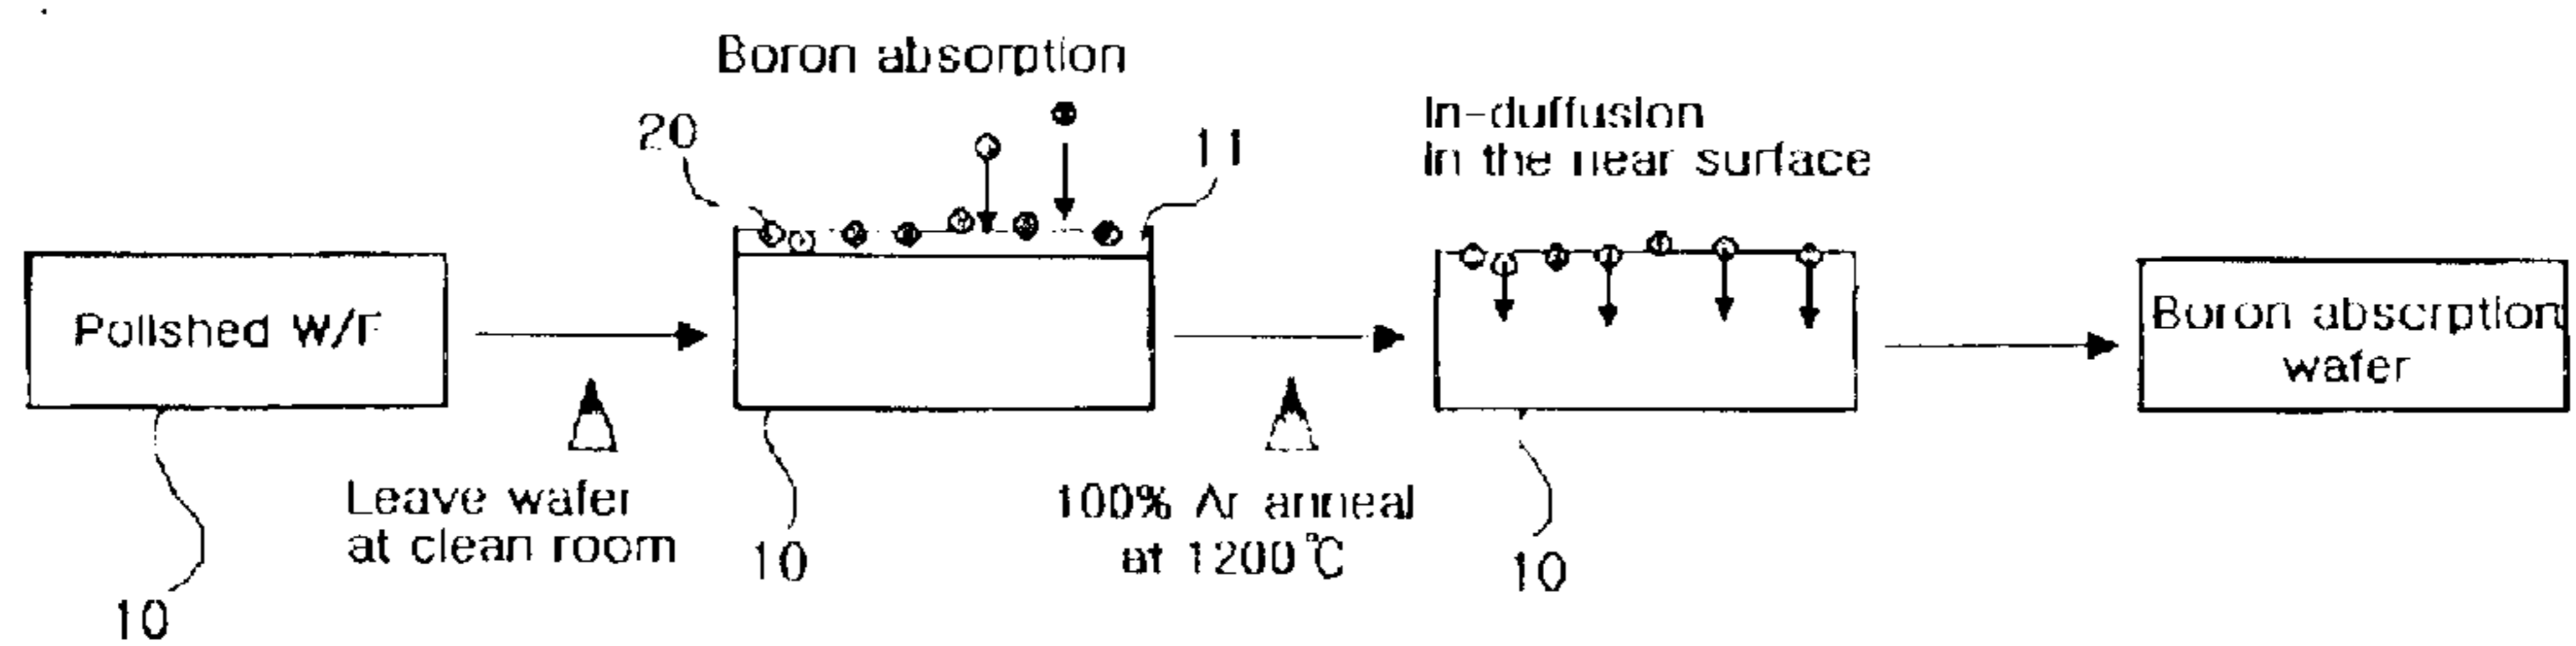 Boron absorption
20
11
In-duffusion
in the near surface
Polished W/F
Boron absorption
wafer
Leave wafer
at clean room
100% Ar anneal
at 1200℃
10
10
10